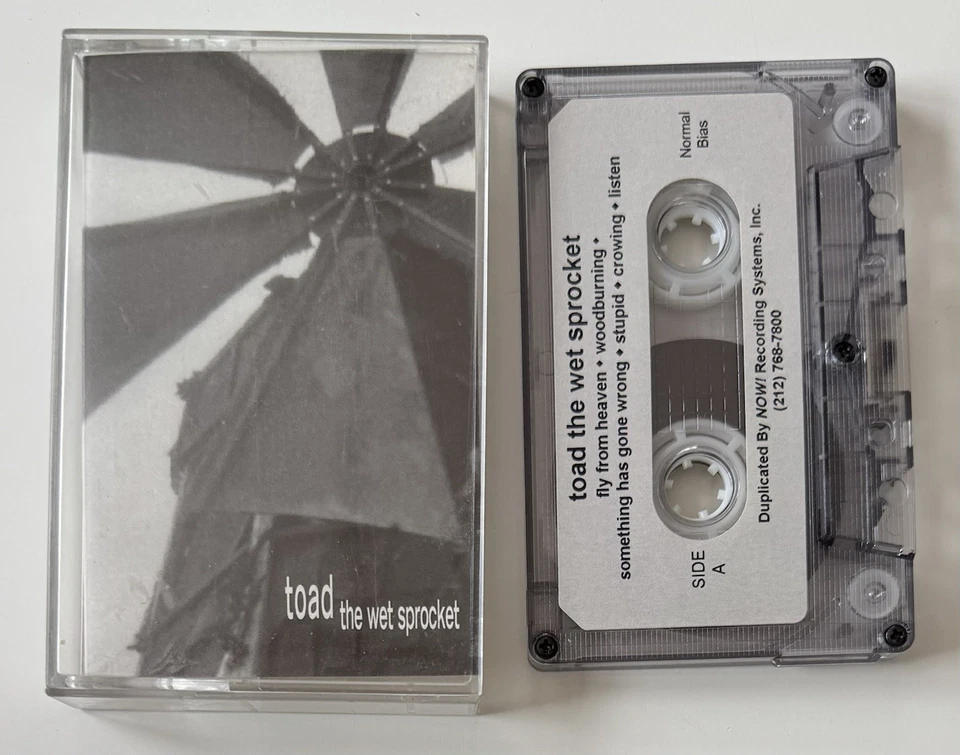 toad the wet sprocket
toad the wet sprocket
fly from heaven • woodburning •
something has gone wrong • stupid • crowing • listen
Normal
Bias
SIDE
A
Duplicated By NOW! Recording Systems, Inc.
(212) 768-7800